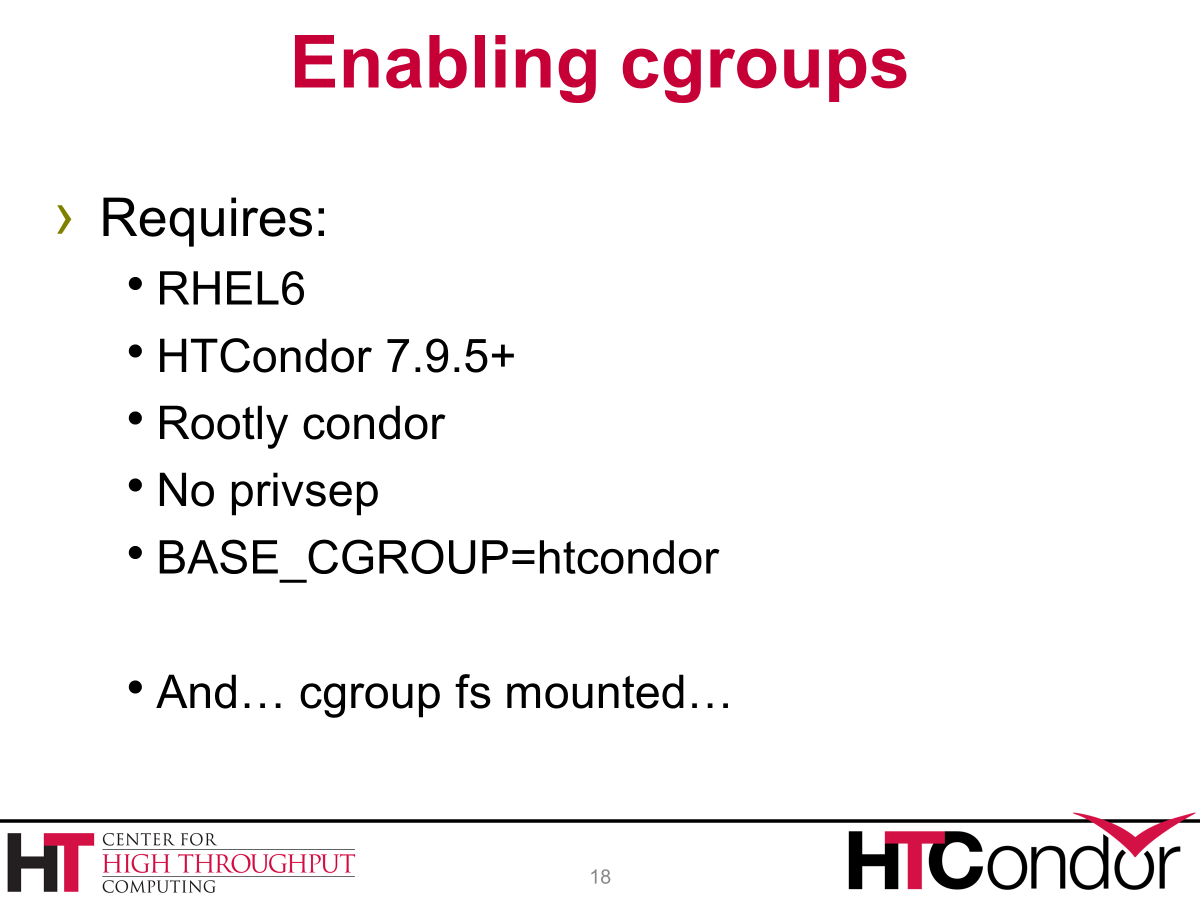 Enabling cgroups
› Requires:
• RHEL6
• HTCondor 7.9.5+
• Rootly condor
• No privsep
• BASE_CGROUP=htcondor
• And… cgroup fs mounted…
HT CENTER FOR
HIGH THROUGHPUT
COMPUTING
18
HTCondor